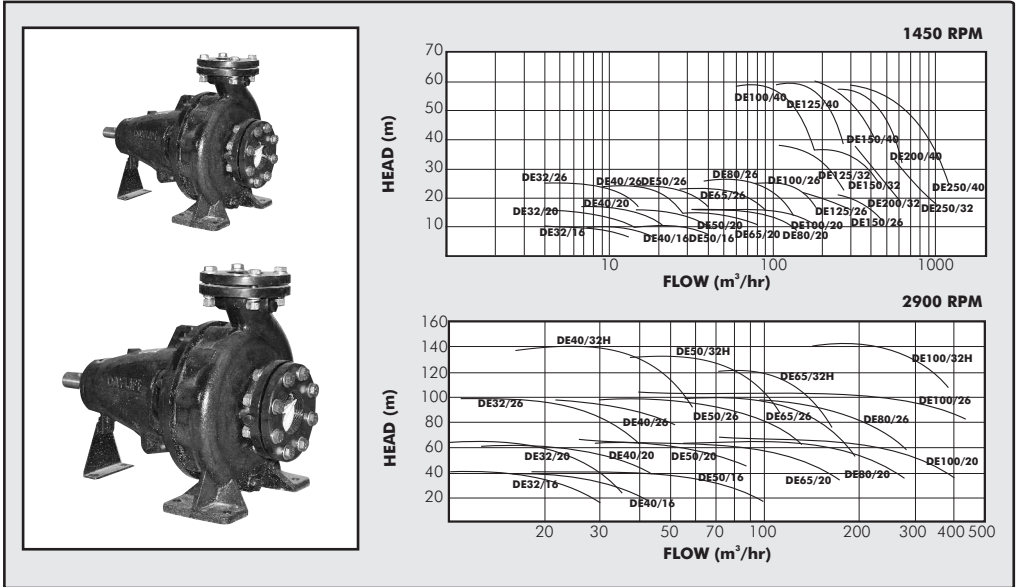 1450 RPM
HEAD (m)
70
60
50
40
30
20
10
DE100/40
DE125/40
DE150/40
DE200/40
DE250/40
DE32/26
DE40/26
DE50/26
DE80/26
DE100/26
DE125/32
DE150/32
DE65/26
DE200/32
DE250/32
DE32/20
DE40/20
DE125/26
DE150/26
DE50/20
DE100/20
DE32/16
DE40/16
DE50/16
DE65/20
DE80/20
10
100
1000
FLOW (m³/hr)
2900 RPM
HEAD (m)
160
140
120
100
80
60
40
20
DE40/32H
DE50/32H
DE65/32H
DE100/32H
DE32/26
DE40/26
DE50/26
DE65/26
DE80/26
DE100/26
DE32/20
DE40/20
DE50/20
DE65/20
DE80/20
DE100/20
DE32/16
DE40/16
DE50/16
20
30
50
70
100
200
300
400
500
FLOW (m³/hr)